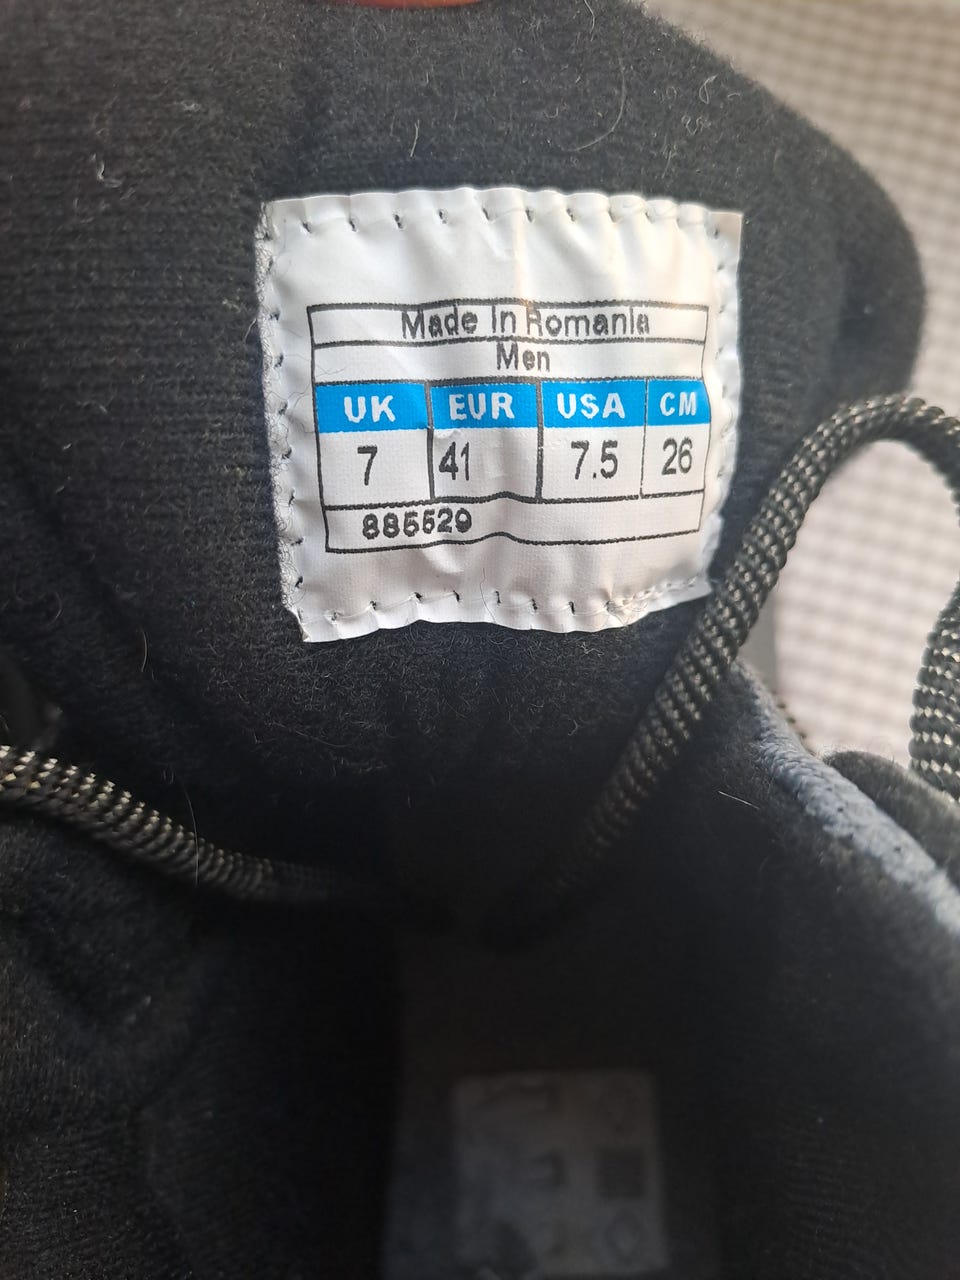 Made In Romania
Men
UK EUR USA CM
7 41 7.5 26
885529